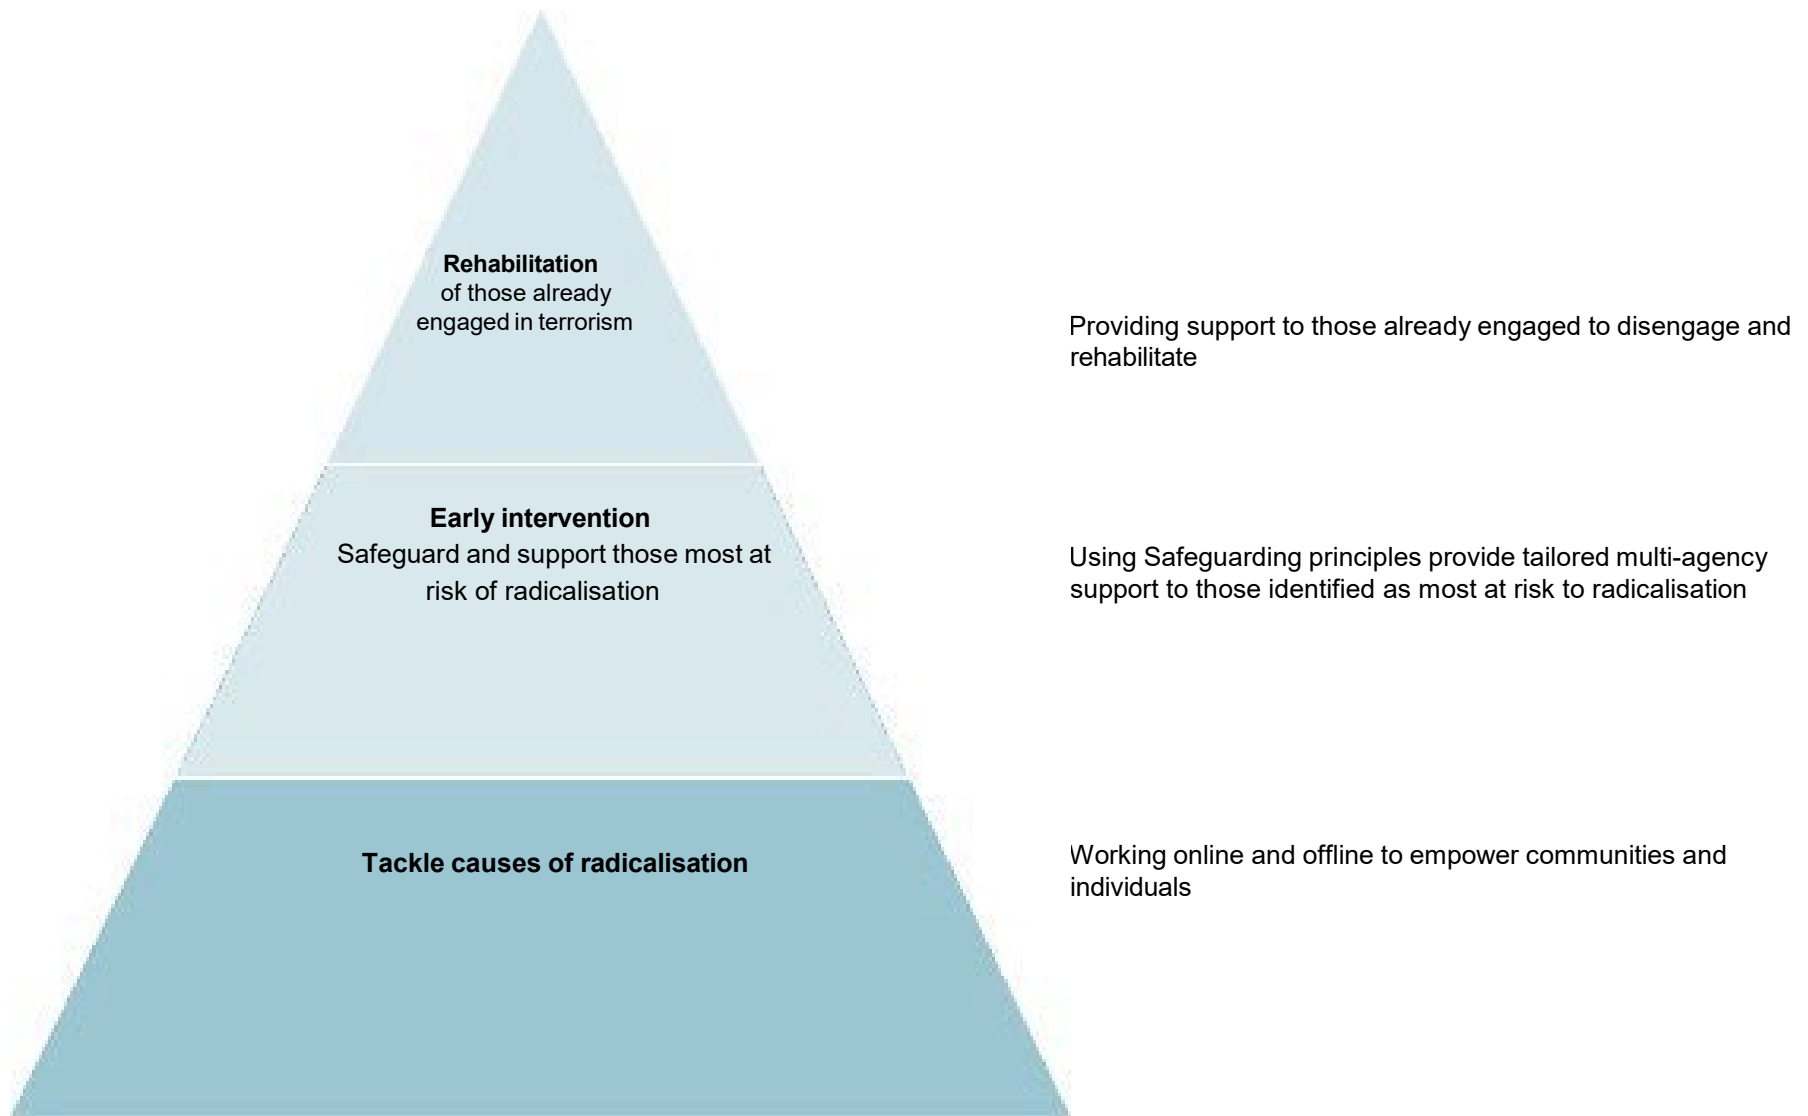 Rehabilitation
of those already
engaged in terrorism
Providing support to those already engaged to disengage and
rehabilitate
Early intervention
Safeguard and support those most at
risk of radicalisation
Using Safeguarding principles provide tailored multi-agency
support to those identified as most at risk to radicalisation
Tackle causes of radicalisation
Working online and offline to empower communities and
individuals